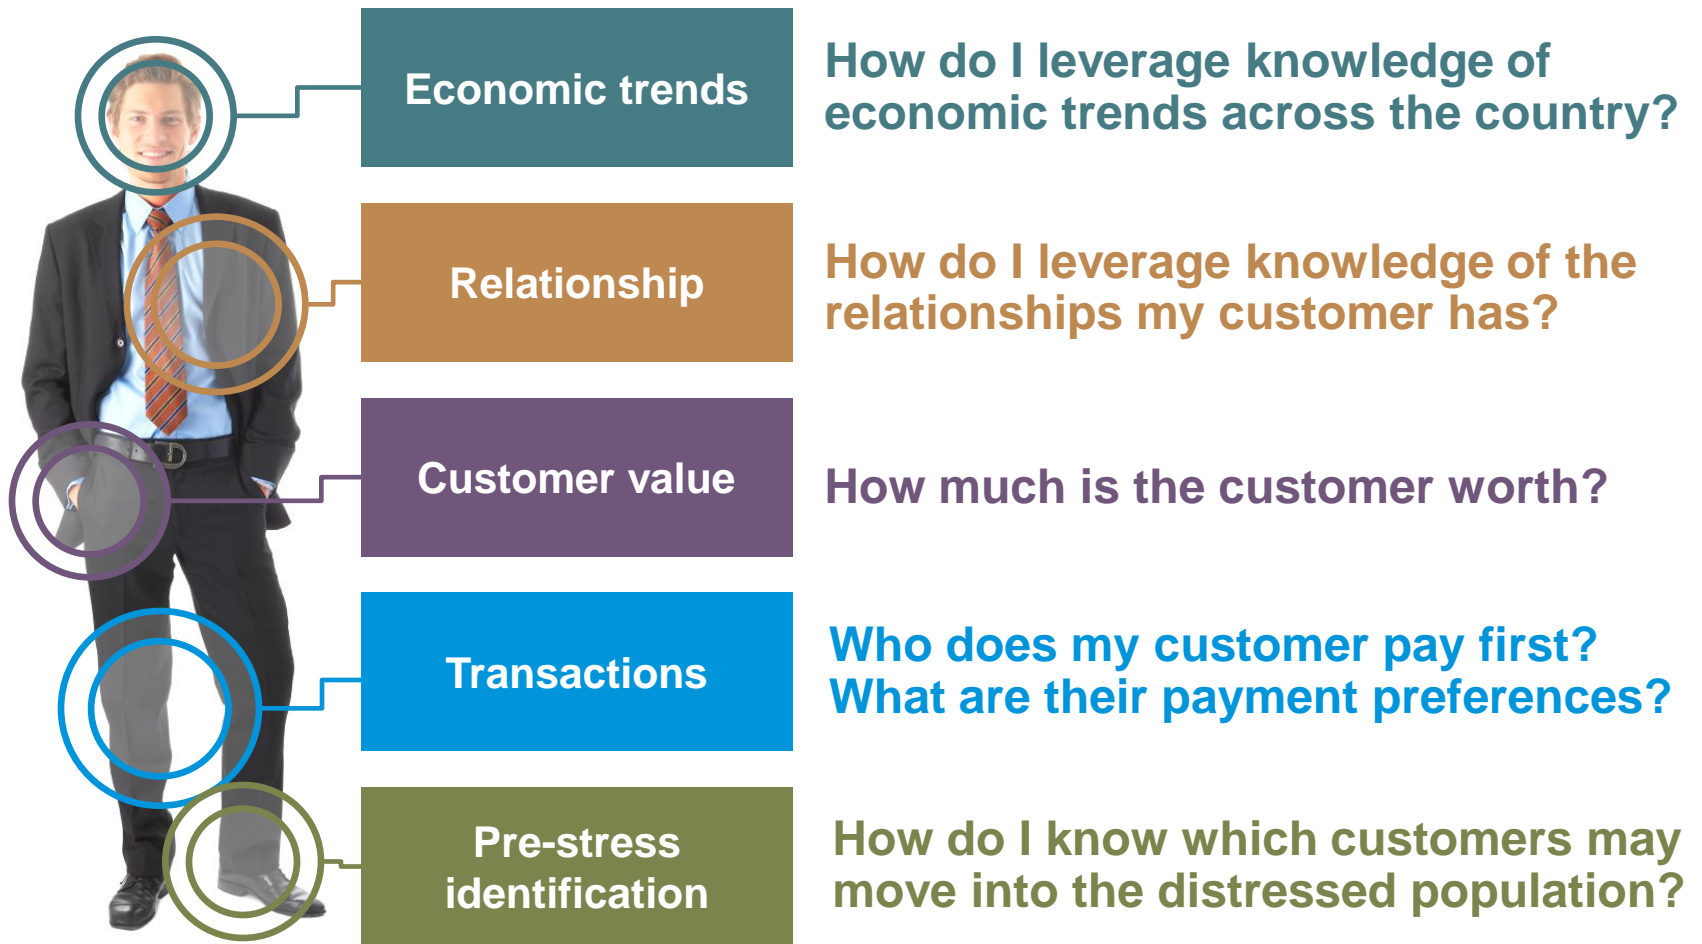 Economic trends
How do I leverage knowledge of
economic trends across the country?
Relationship
How do I leverage knowledge of the
relationships my customer has?
Customer value
How much is the customer worth?
Transactions
Who does my customer pay first?
What are their payment preferences?
Pre-stress
identification
How do I know which customers may
move into the distressed population?